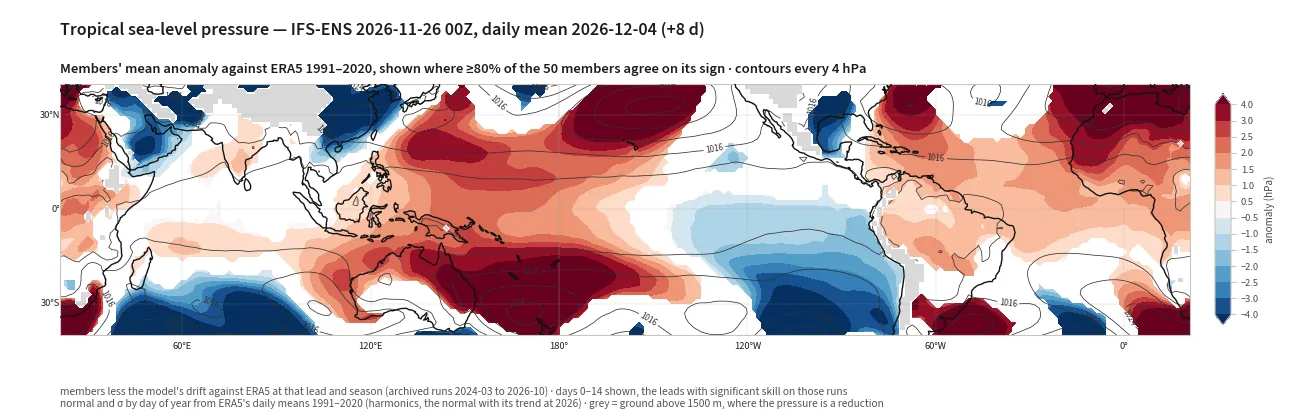 Tropical sea-level pressure — IFS-ENS 2026-11-26 00Z, daily mean 2026-12-04 (+8 d)
Members' mean anomaly against ERA5 1991–2020, shown where ≥80% of the 50 members agree on its sign · contours every 4 hPa
30°N
0°
30°S
60°E
120°E
180°
120°W
60°W
0°
1016
1016
1016
1016
1016
1016
1016
1016
1016
1016
4.0
3.0
2.5
2.0
1.5
1.0
0.5
−0.5
−1.0
−1.5
−2.0
−2.5
−3.0
−4.0
anomaly (hPa)
members less the model's drift against ERA5 at that lead and season (archived runs 2024-03 to 2026-10) · days 0–14 shown, the leads with significant skill on those runs
normal and σ by day of year from ERA5's daily means 1991–2020 (harmonics, the normal with its trend at 2026) · grey = ground above 1500 m, where the pressure is a reduction